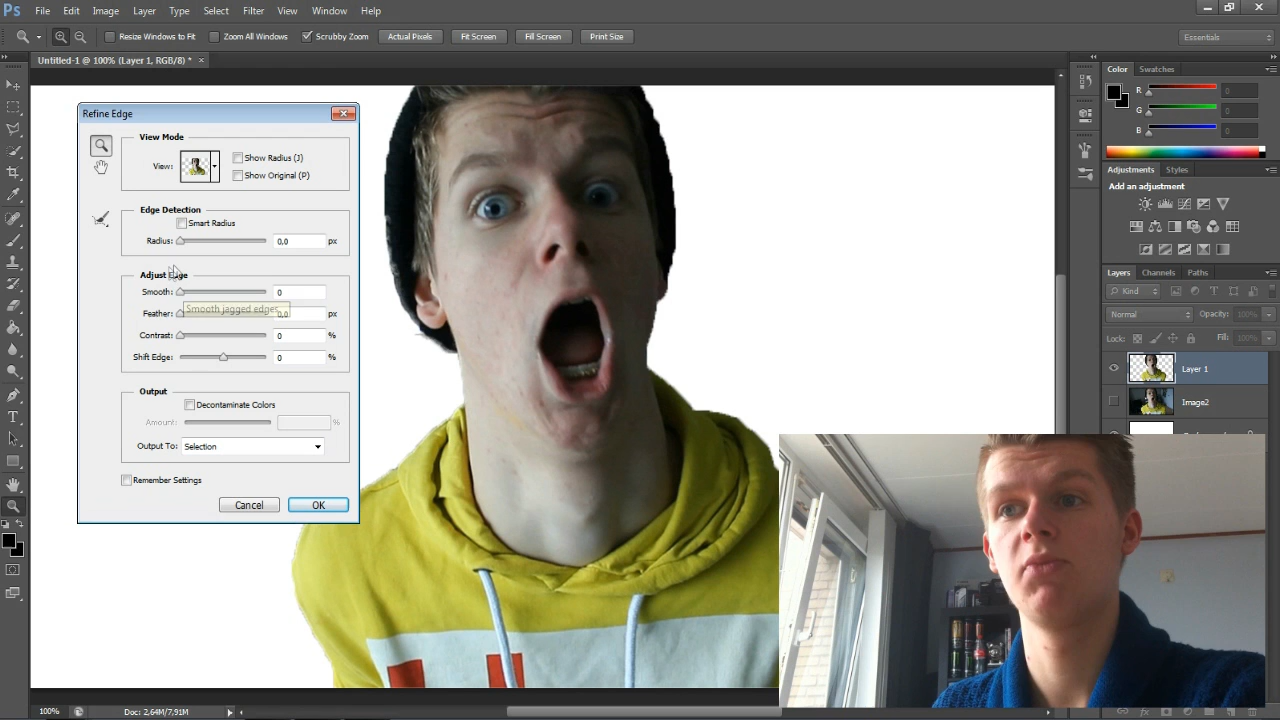 Ps File Edit Image Layer Type Select Filter View Window Help
Resize Windows to Fit Zoom All Windows Scrubby Zoom Actual Pixels Fit Screen Fill Screen Print Size Essentials
Untitled-1 @ 100% (Layer 1, RGB/8) * ×
Refine Edge
View Mode
View:
Show Radius (J)
Show Original (P)
Edge Detection
Smart Radius
Radius: 0,0 px
Adjust Edge
Smooth: 0
Smooth jagged edges
Feather: 0,0 px
Contrast: 0 %
Shift Edge: 0 %
Output
Decontaminate Colors
Amount: %
Output To: Selection
Remember Settings
Cancel OK
Color Swatches
R 0
G 0
B 0
Adjustments Styles
Add an adjustment
Layers Channels Paths
Kind
Normal Opacity: 100%
Lock: Fill: 100%
Layer 1
Image2
100% Doc: 2,64M/7,91M